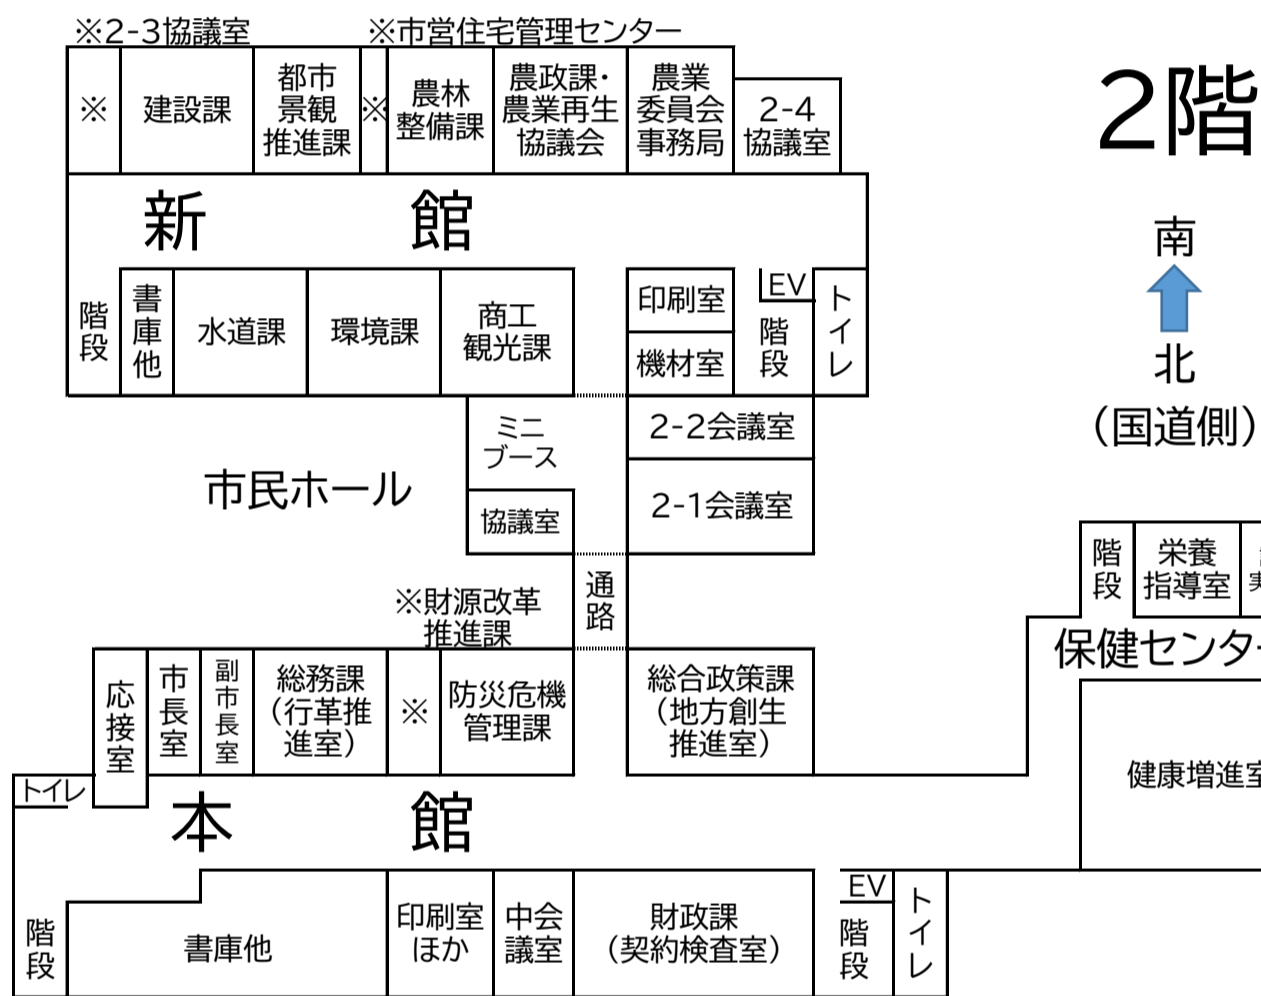 ※2-3協議室
※市営住宅管理センター
※
建設課
都市
景観
推進課
※
農林
整備課
農政課・
農業再生
協議会
農業
委員会
事務局
2-4
協議室
2階
新館
南
北
（国道側）
階段
書庫他
水道課
環境課
商工
観光課
印刷室
機材室
EV
階段
トイレ
ミニ
ブース
2-2会議室
市民ホール
協議室
2-1会議室
通路
※財源改革
推進課
応接室
市長室
副市長室
総務課
（行革推
進室）
※
防災危機
管理課
総合政策課
（地方創生
推進室）
階段
栄養
指導室
保健センター
健康増進室
トイレ
本館
階段
書庫他
印刷室
ほか
中会
議室
財政課
（契約検査室）
EV
階段
トイレ